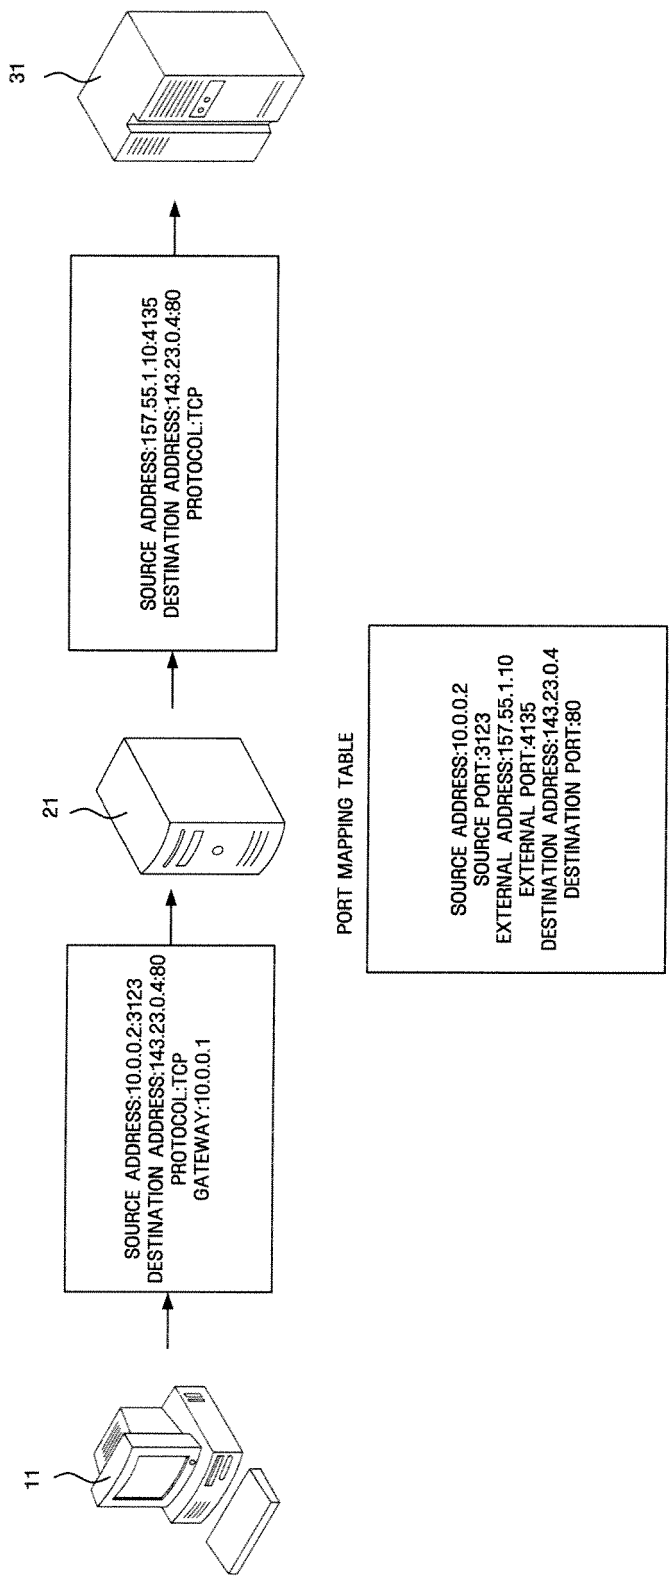 11
SOURCE ADDRESS:10.0.0.2:3123
DESTINATION ADDRESS:143.23.0.4:80
PROTOCOL:TCP
GATEWAY:10.0.0.1
21
SOURCE ADDRESS:157.55.1.10:4135
DESTINATION ADDRESS:143.23.0.4:80
PROTOCOL:TCP
31
PORT MAPPING TABLE
SOURCE ADDRESS:10.0.0.2
SOURCE PORT:3123
EXTERNAL ADDRESS:157.55.1.10
EXTERNAL PORT:4135
DESTINATION ADDRESS:143.23.0.4
DESTINATION PORT:80